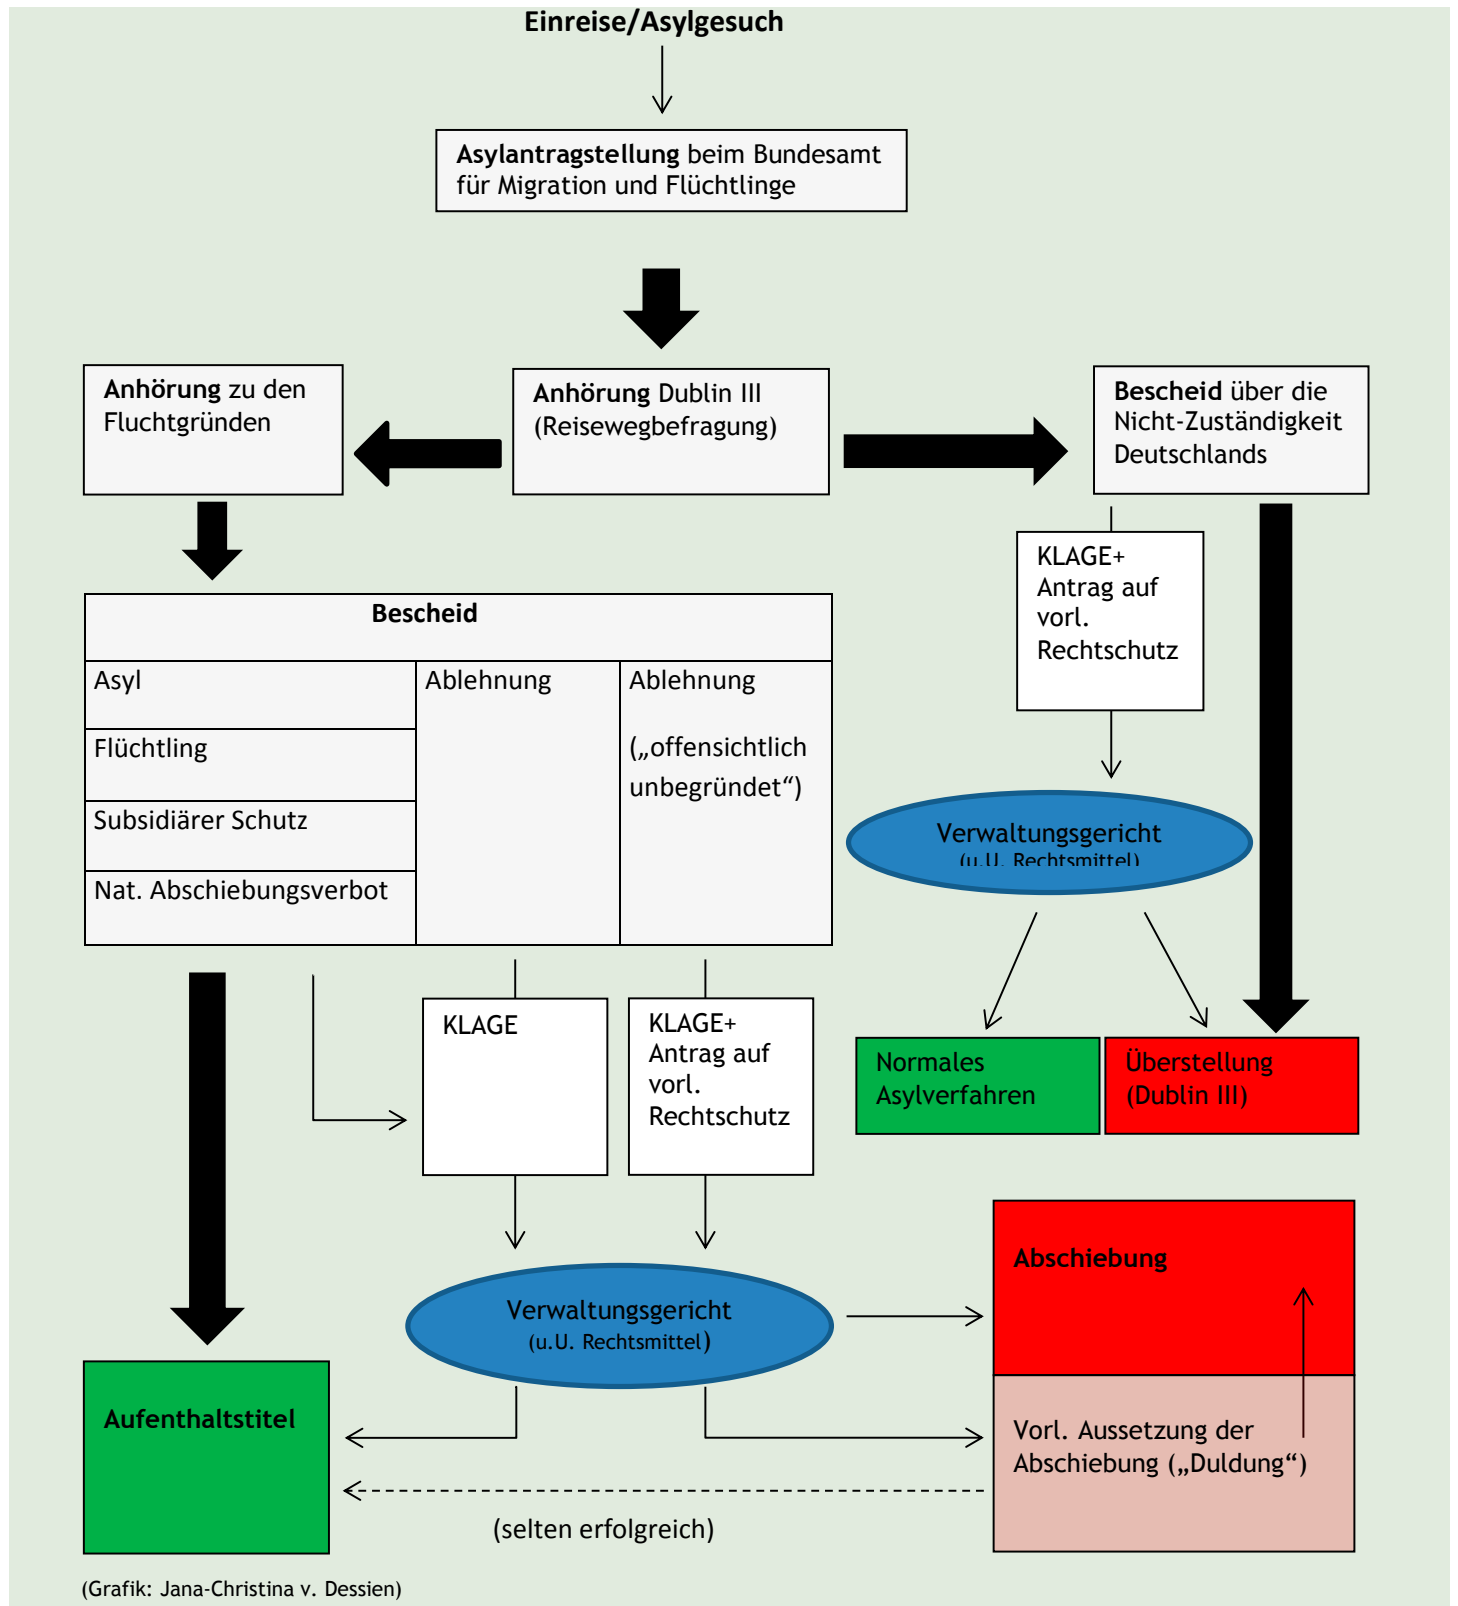 Einreise/Asylgesuch
Asylantragstellung beim Bundesamt
für Migration und Flüchtlinge
Anhörung zu den
Fluchtgründen
Anhörung Dublin III
(Reisewegbefragung)
Bescheid über die
Nicht-Zuständigkeit
Deutschlands
KLAGE+
Antrag auf
vorl.
Rechtschutz
Bescheid
Asyl
Flüchtling
Subsidiärer Schutz
Nat. Abschiebungsverbot
Ablehnung
Ablehnung
(„offensichtlich
unbegründet“)
Verwaltungsgericht
(u.U. Rechtsmittel)
KLAGE
KLAGE+
Antrag auf
vorl.
Rechtschutz
Normales
Asylverfahren
Überstellung
(Dublin III)
Verwaltungsgericht
(u.U. Rechtsmittel)
Abschiebung
Aufenthaltstitel
Vorl. Aussetzung der
Abschiebung („Duldung“)
(selten erfolgreich)
(Grafik: Jana-Christina v. Dessien)